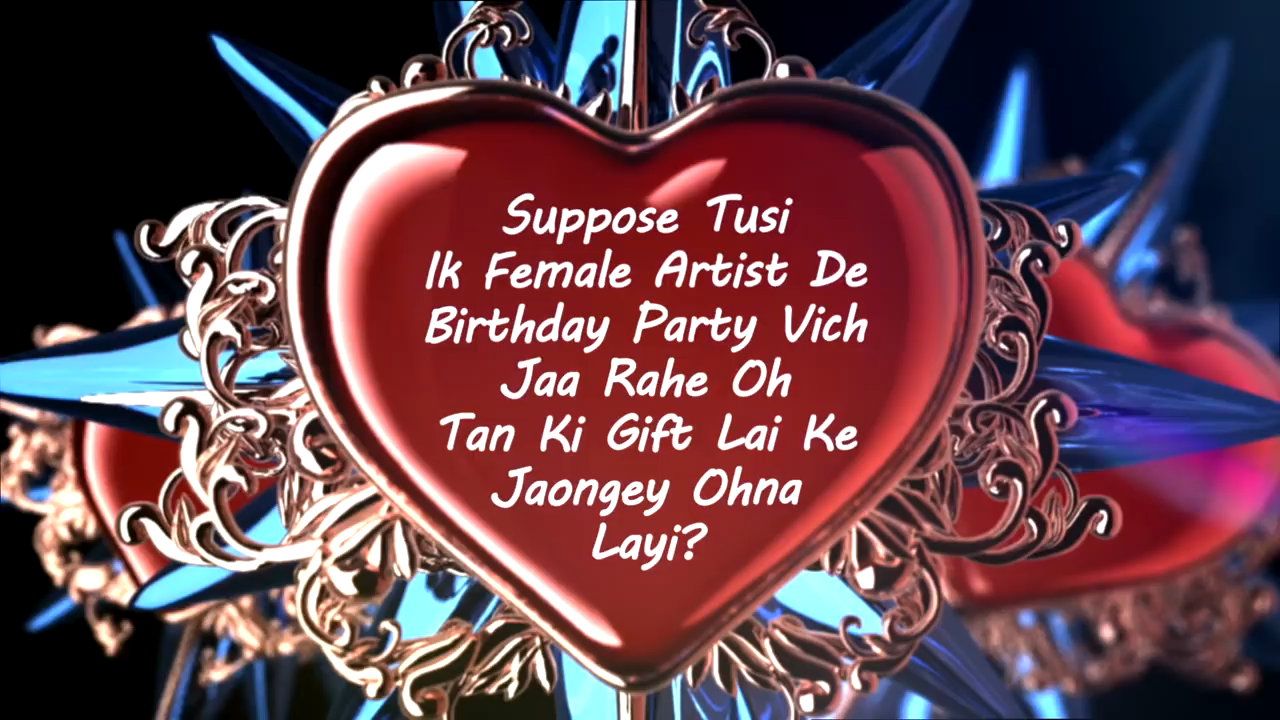 Suppose Tusi
Ik Female Artist De
Birthday Party Vich
Jaa Rahe Oh
Tan Ki Gift Lai Ke
Jaongey Ohna
Layi?